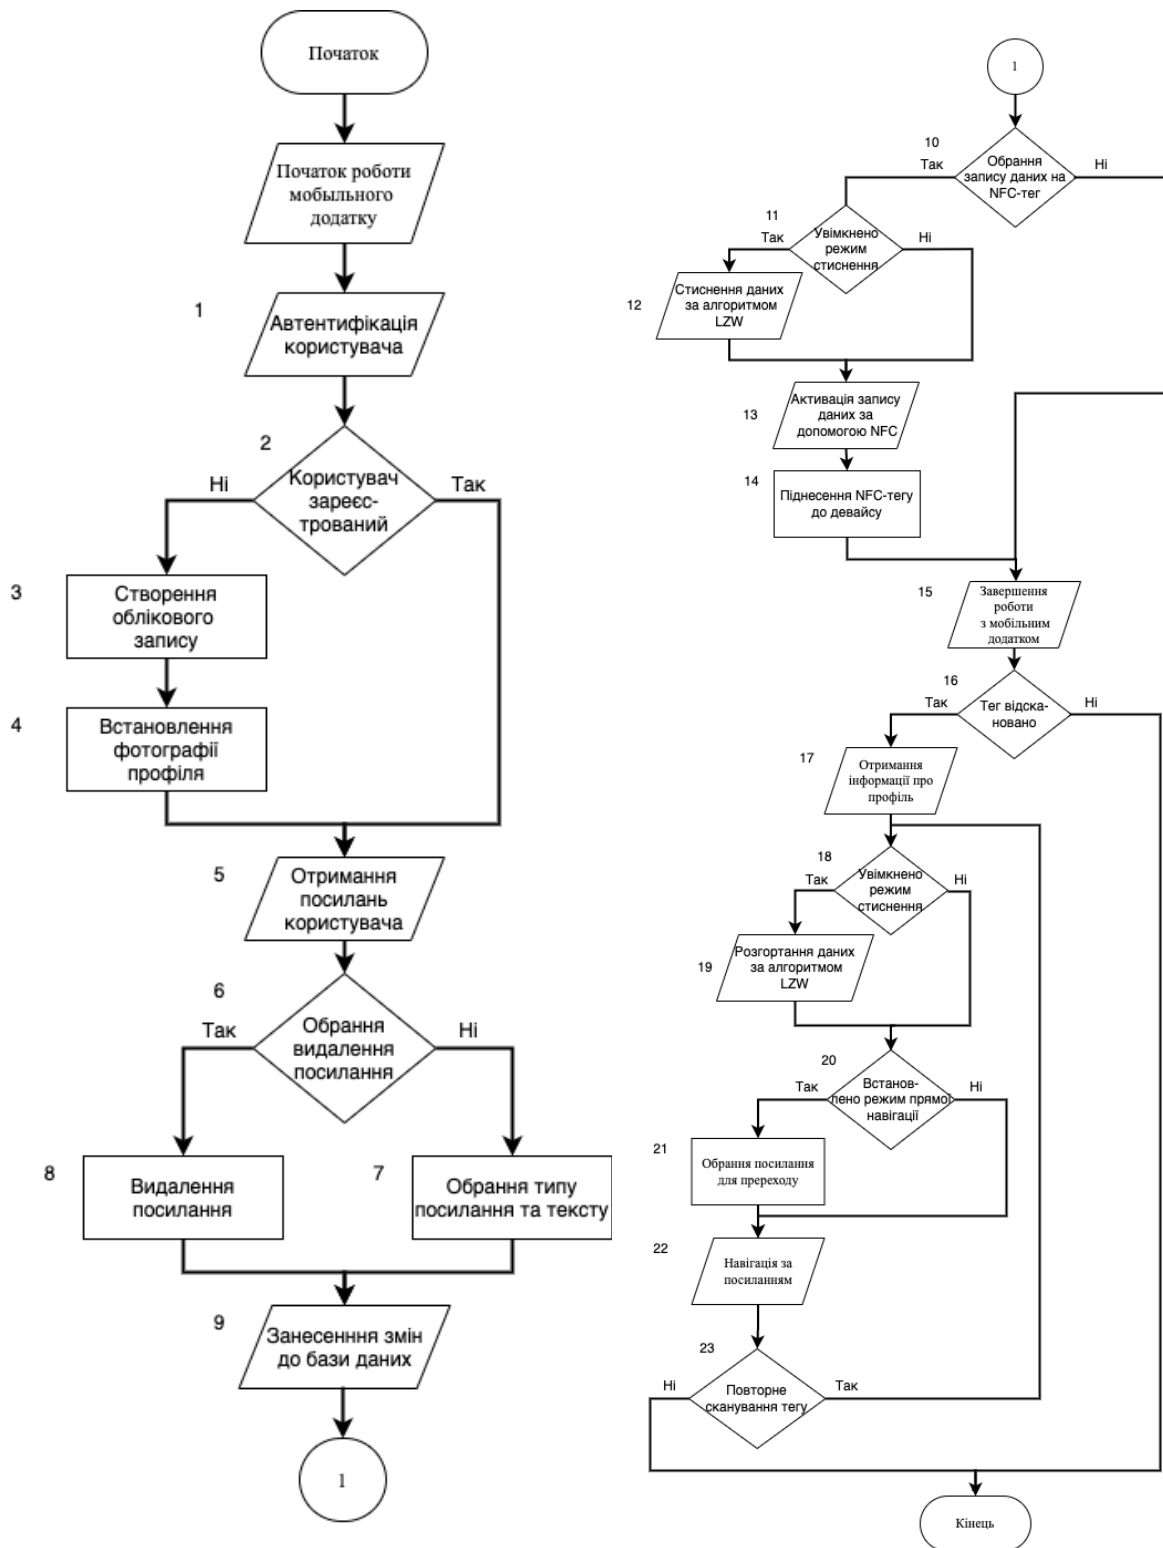 Початок
Початок роботи
мобыльного
додатку
1
Автентифікація
користувача
2
Користувач
зареєс-
трований
Ні
Так
3
Створення
облікового
запису
4
Встановлення
фотографії
профіля
5
Отримання
посилань
користувача
6
Обрання
видалення
посилання
Так
Ні
8
Видалення
посилання
7
Обрання типу
посилання та тексту
9
Занесенння змін
до бази даних
1
1
10
Обрання
запису даних на
NFC-тег
Так
Ні
11
Увімкнено
режим
стиснення
Так
Ні
12
Стиснення даних
за алгоритмом
LZW
13
Активація запису
даних за
допомогою NFC
14
Піднесення NFC-тегу
до девайсу
15
Завершення
роботи
з мобільним
додатком
16
Тег відска-
новано
Так
Ні
17
Отримання
інформації про
профіль
18
Увімкнено
режим
стиснення
Так
Ні
19
Розгортання даних
за алгоритмом
LZW
20
Встанов-
лено режим прямої
навігації
Так
Ні
21
Обрання посилання
для пререходу
22
Навігація за
посиланням
23
Повторне
сканування тегу
Ні
Так
Кінець